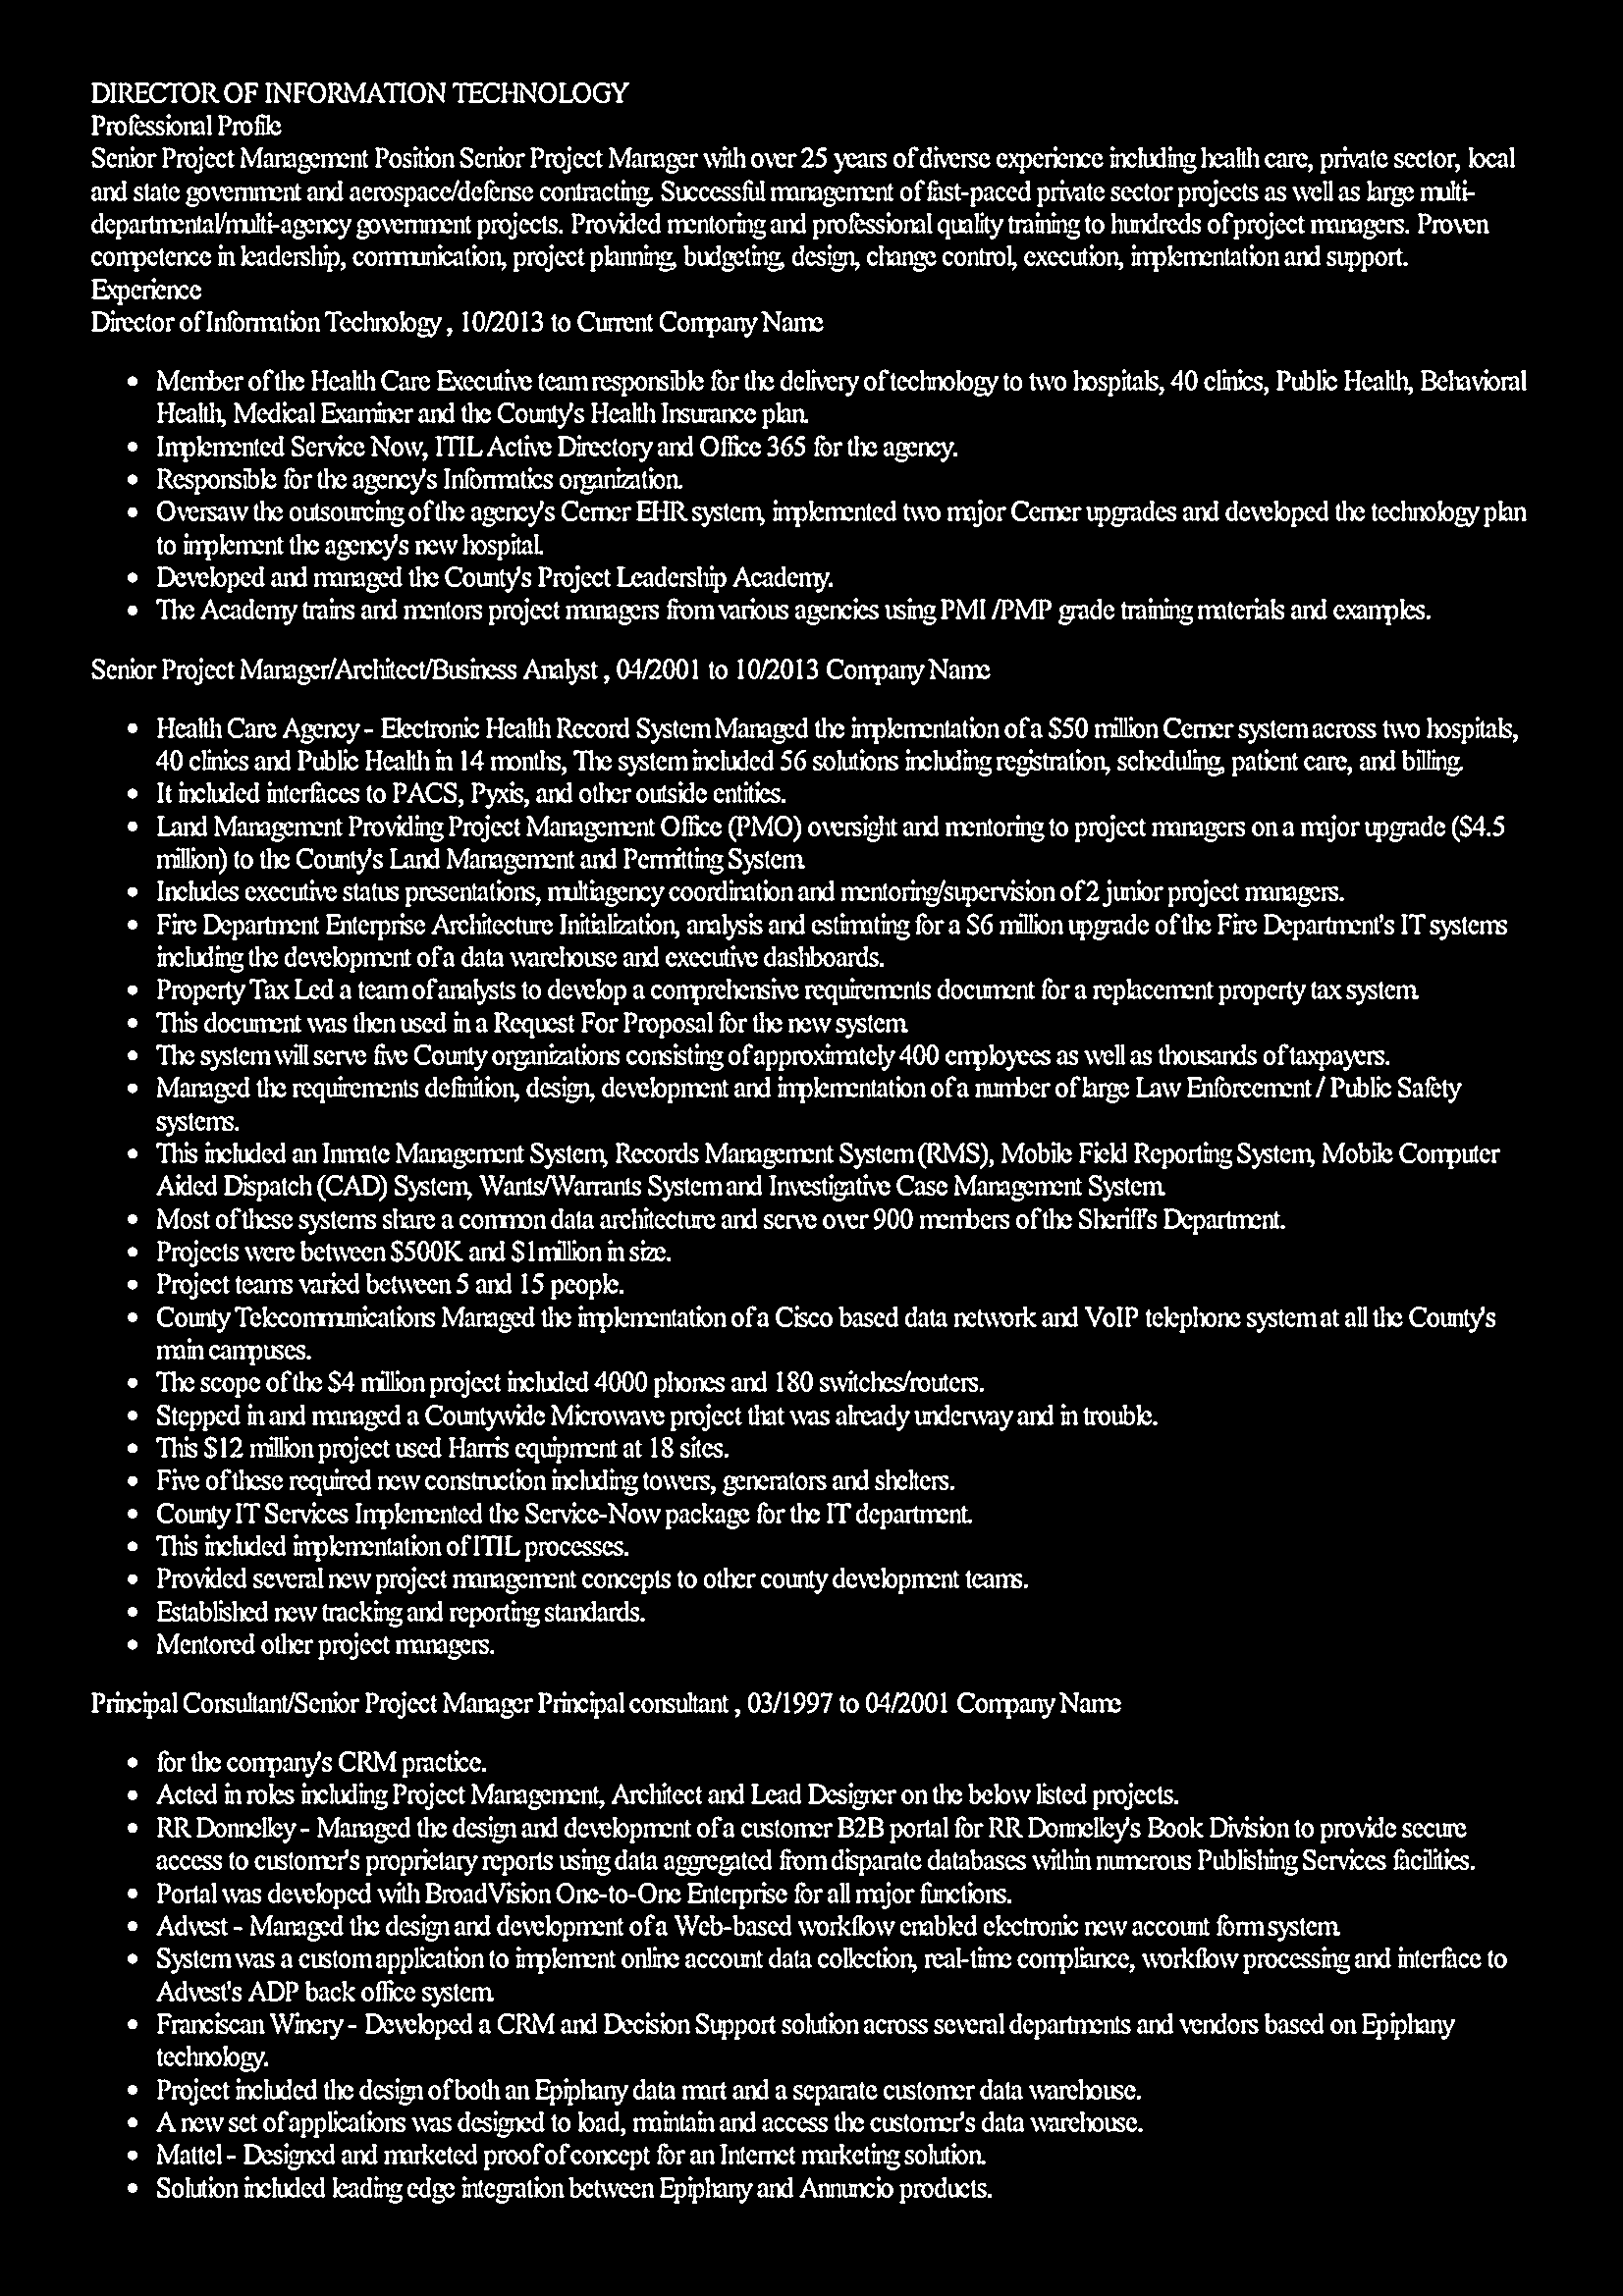 DIRECTOR OF INFORMATION TECHNOLOGY
Professional Profile
Senior Project Management Position Senior Project Manager with over 25 years of diverse experience including health care, private sector, local
and state government and aerospace/defense contracting. Successful management of fast-paced private sector projects as well as large multi-
departmental/multi-agency government projects. Provided mentoring and professional quality training to hundreds of project managers. Proven
competence in leadership, communication, project planning, budgeting, design, change control, execution, implementation and support.
Experience
Director of Information Technology , 10/2013 to Current Company Name
• Member of the Health Care Executive team responsible for the delivery of technology to two hospitals, 40 clinics, Public Health, Behavioral
Health, Medical Examiner and the County's Health Insurance plan.
• Implemented Service Now, ITIL Active Directory and Office 365 for the agency.
• Responsible for the agency's Informatics organization.
• Oversaw the outsourcing of the agency's Cerner EHR system, implemented two major Cerner upgrades and developed the technology plan
to implement the agency's new hospital.
• Developed and managed the County's Project Leadership Academy.
• The Academy trains and mentors project managers from various agencies using PMI /PMP grade training materials and examples.
Senior Project Manager/Architect/Business Analyst , 04/2001 to 10/2013 Company Name
• Health Care Agency - Electronic Health Record System Managed the implementation of a $50 million Cerner system across two hospitals,
40 clinics and Public Health in 14 months, The system included 56 solutions including registration, scheduling, patient care, and billing.
• It included interfaces to PACS, Pyxis, and other outside entities.
• Land Management Providing Project Management Office (PMO) oversight and mentoring to project managers on a major upgrade ($4.5
million) to the County's Land Management and Permitting System.
• Includes executive status presentations, multiagency coordination and mentoring/supervision of 2 junior project managers.
• Fire Department Enterprise Architecture Initialization, analysis and estimating for a $6 million upgrade of the Fire Department's IT systems
including the development of a data warehouse and executive dashboards.
• Property Tax Led a team of analysts to develop a comprehensive requirements document for a replacement property tax system.
• This document was then used in a Request For Proposal for the new system.
• The system will serve five County organizations consisting of approximately 400 employees as well as thousands of taxpayers.
• Managed the requirements definition, design, development and implementation of a number of large Law Enforcement / Public Safety
systems.
• This included an Inmate Management System, Records Management System (RMS), Mobile Field Reporting System, Mobile Computer
Aided Dispatch (CAD) System, Wants/Warrants System and Investigative Case Management System.
• Most of these systems share a common data architecture and serve over 900 members of the Sheriff's Department.
• Projects were between $500K and $1million in size.
• Project teams varied between 5 and 15 people.
• County Telecommunications Managed the implementation of a Cisco based data network and VoIP telephone system at all the County's
main campuses.
• The scope of the $4 million project included 4000 phones and 180 switches/routers.
• Stepped in and managed a Countywide Microwave project that was already underway and in trouble.
• This $12 million project used Harris equipment at 18 sites.
• Five of these required new construction including towers, generators and shelters.
• County IT Services Implemented the Service-Now package for the IT department.
• This included implementation of ITIL processes.
• Provided several new project management concepts to other county development teams.
• Established new tracking and reporting standards.
• Mentored other project managers.
Principal Consultant/Senior Project Manager Principal consultant , 03/1997 to 04/2001 Company Name
• for the company's CRM practice.
• Acted in roles including Project Management, Architect and Lead Designer on the below listed projects.
• RR Donnelley - Managed the design and development of a customer B2B portal for RR Donnelley's Book Division to provide secure
access to customer's proprietary reports using data aggregated from disparate databases within numerous Publishing Services facilities.
• Portal was developed with BroadVision One-to-One Enterprise for all major functions.
• Advest - Managed the design and development of a Web-based workflow enabled electronic new account form system.
• System was a custom application to implement online account data collection, real-time compliance, workflow processing and interface to
Advest's ADP back office system.
• Franciscan Winery - Developed a CRM and Decision Support solution across several departments and vendors based on Epiphany
technology.
• Project included the design of both an Epiphany data mart and a separate customer data warehouse.
• A new set of applications was designed to load, maintain and access the customer's data warehouse.
• Mattel - Designed and marketed proof of concept for an Internet marketing solution.
• Solution included leading edge integration between Epiphany and Annuncio products.